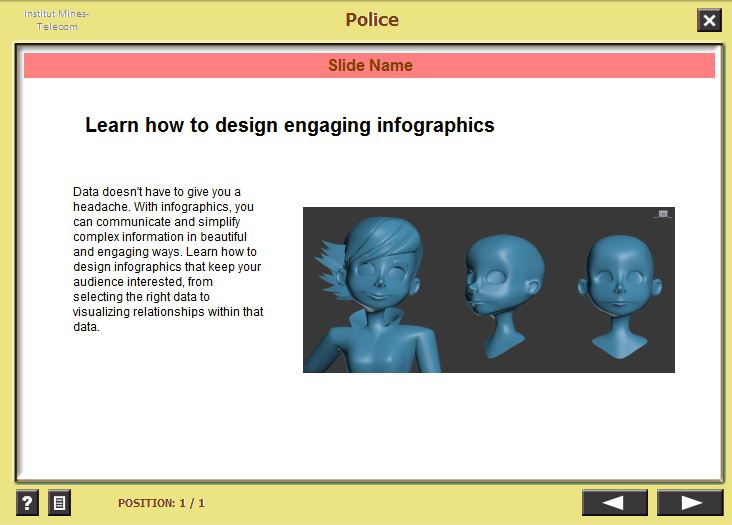 Institut Mines-
Telecom
Police
Slide Name
Learn how to design engaging infographics
Data doesn't have to give you a
headache. With infographics, you
can communicate and simplify
complex information in beautiful
and engaging ways. Learn how to
design infographics that keep your
audience interested, from
selecting the right data to
visualizing relationships within that
data.
?
POSITION: 1 / 1